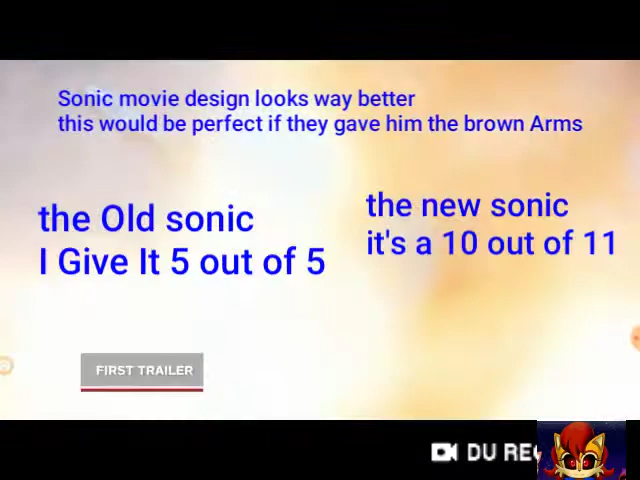 Sonic movie design looks way better
this would be perfect if they gave him the brown Arms
the Old sonic
I Give It 5 out of 5
the new sonic
it's a 10 out of 11
FIRST TRAILER
DU